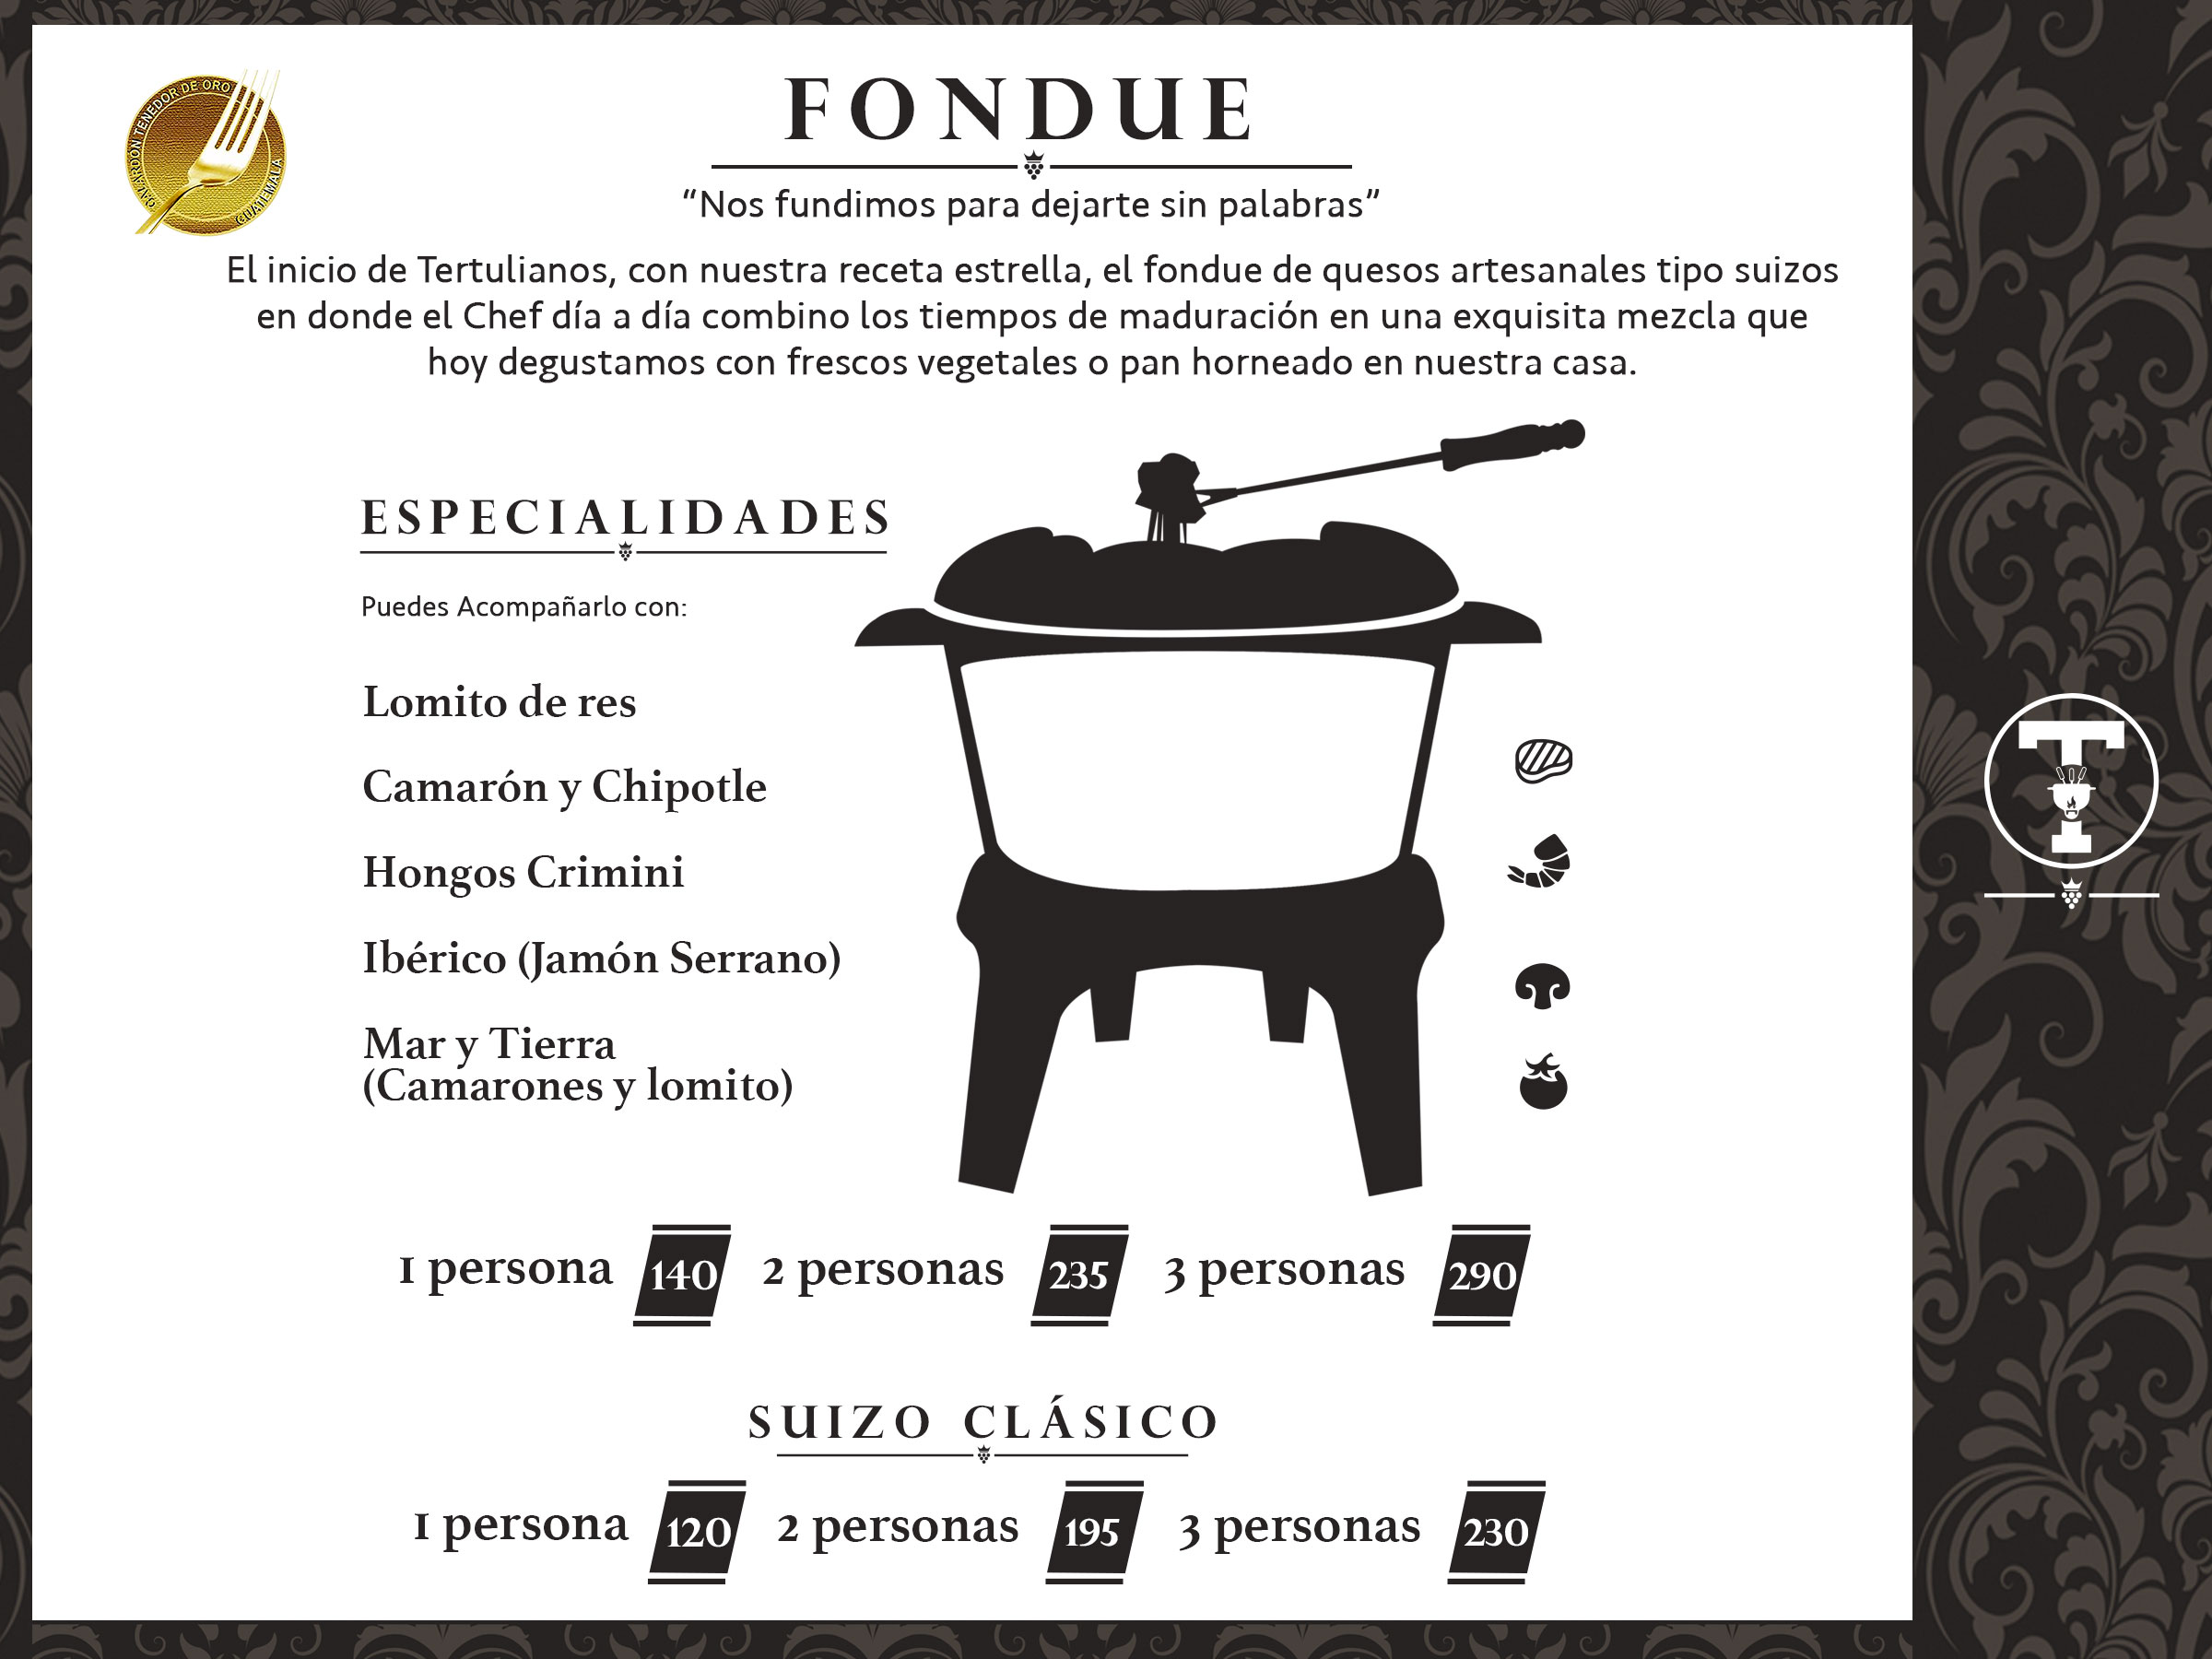 GALARDÓN TENEDOR DE ORO
GUATEMALA
FONDUE
“Nos fundimos para dejarte sin palabras”
El inicio de Tertulianos, con nuestra receta estrella, el fondue de quesos artesanales tipo suizos
en donde el Chef día a día combino los tiempos de maduración en una exquisita mezcla que
hoy degustamos con frescos vegetales o pan horneado en nuestra casa.
ESPECIALIDADES
Puedes Acompañarlo con:
Lomito de res
Camarón y Chipotle
Hongos Crimini
Ibérico (Jamón Serrano)
Mar y Tierra
(Camarones y lomito)
T
1 persona 140 2 personas 235 3 personas 290
SUIZO CLÁSICO
1 persona 120 2 personas 195 3 personas 230